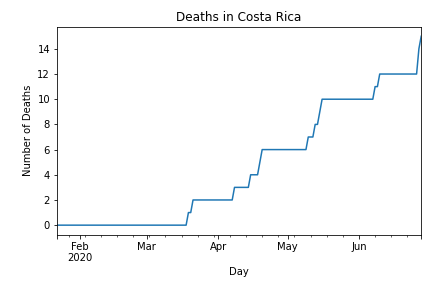 Deaths in Costa Rica
14
12
10
8
6
4
2
0
Number of Deaths
Feb
2020
Mar
Apr
May
Jun
Day